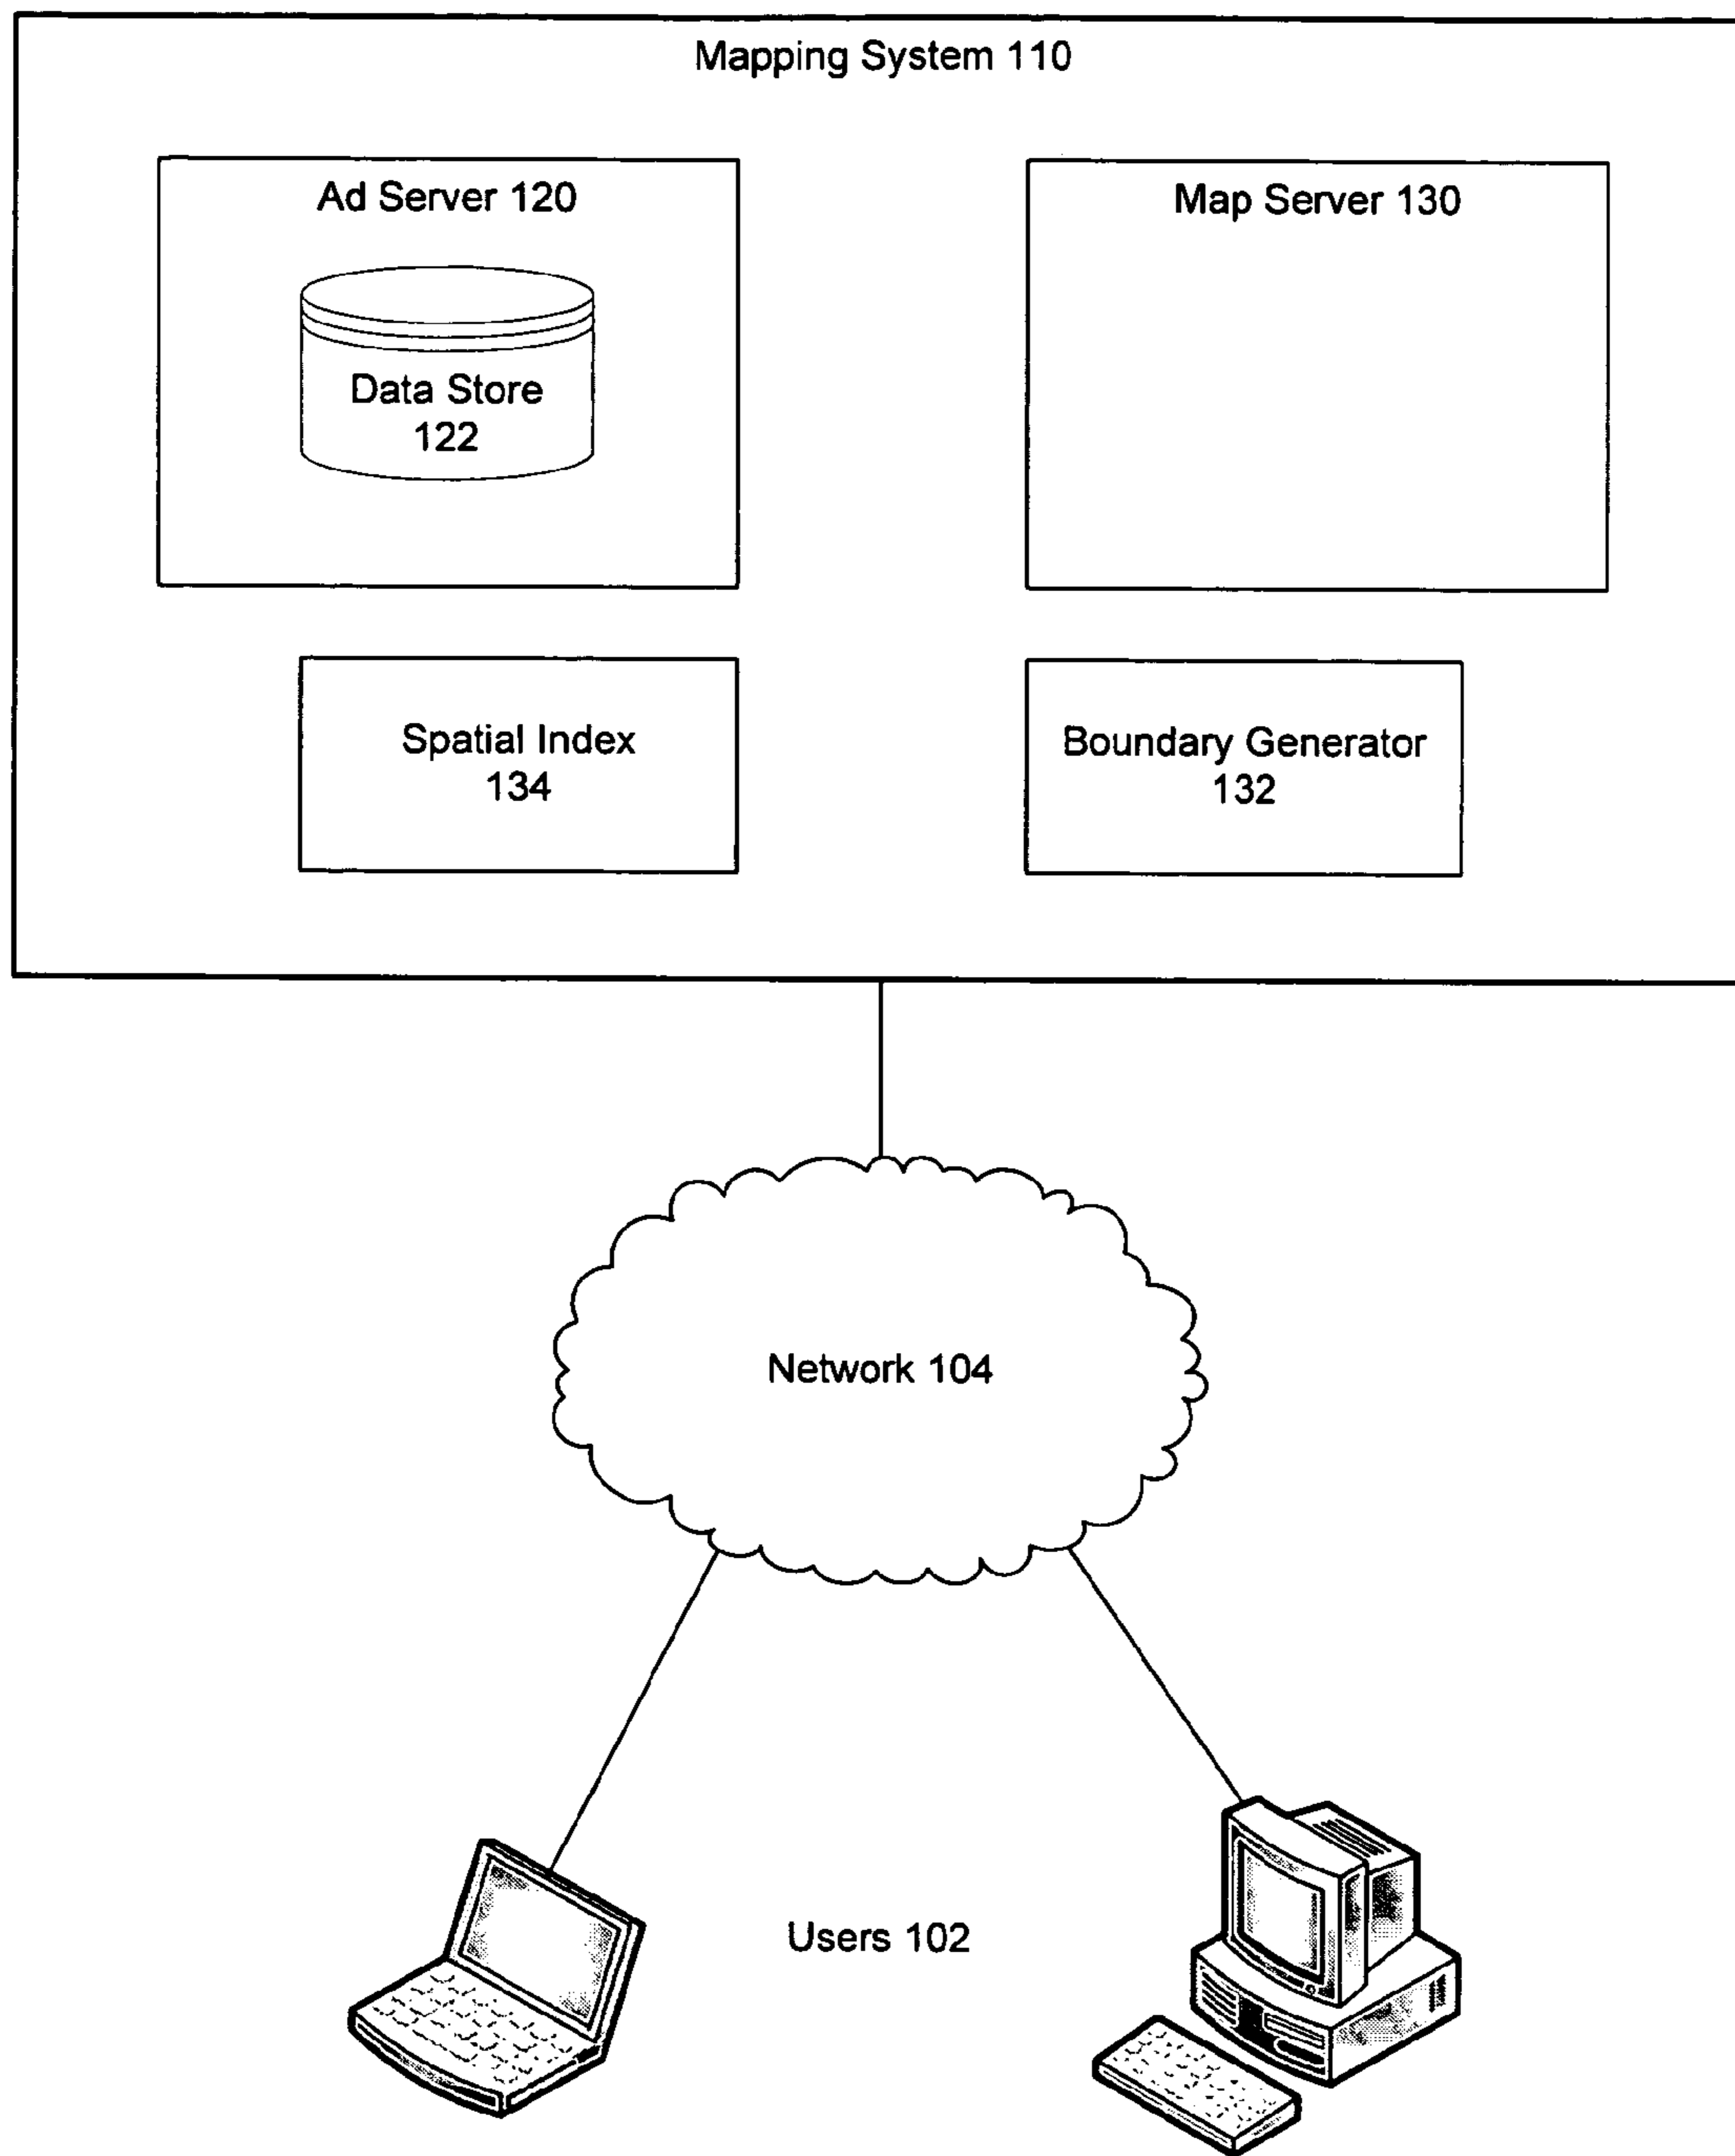 Mapping System 110
Ad Server 120
Map Server 130
Data Store
122
Spatial Index
134
Boundary Generator
132
Network 104
Users 102